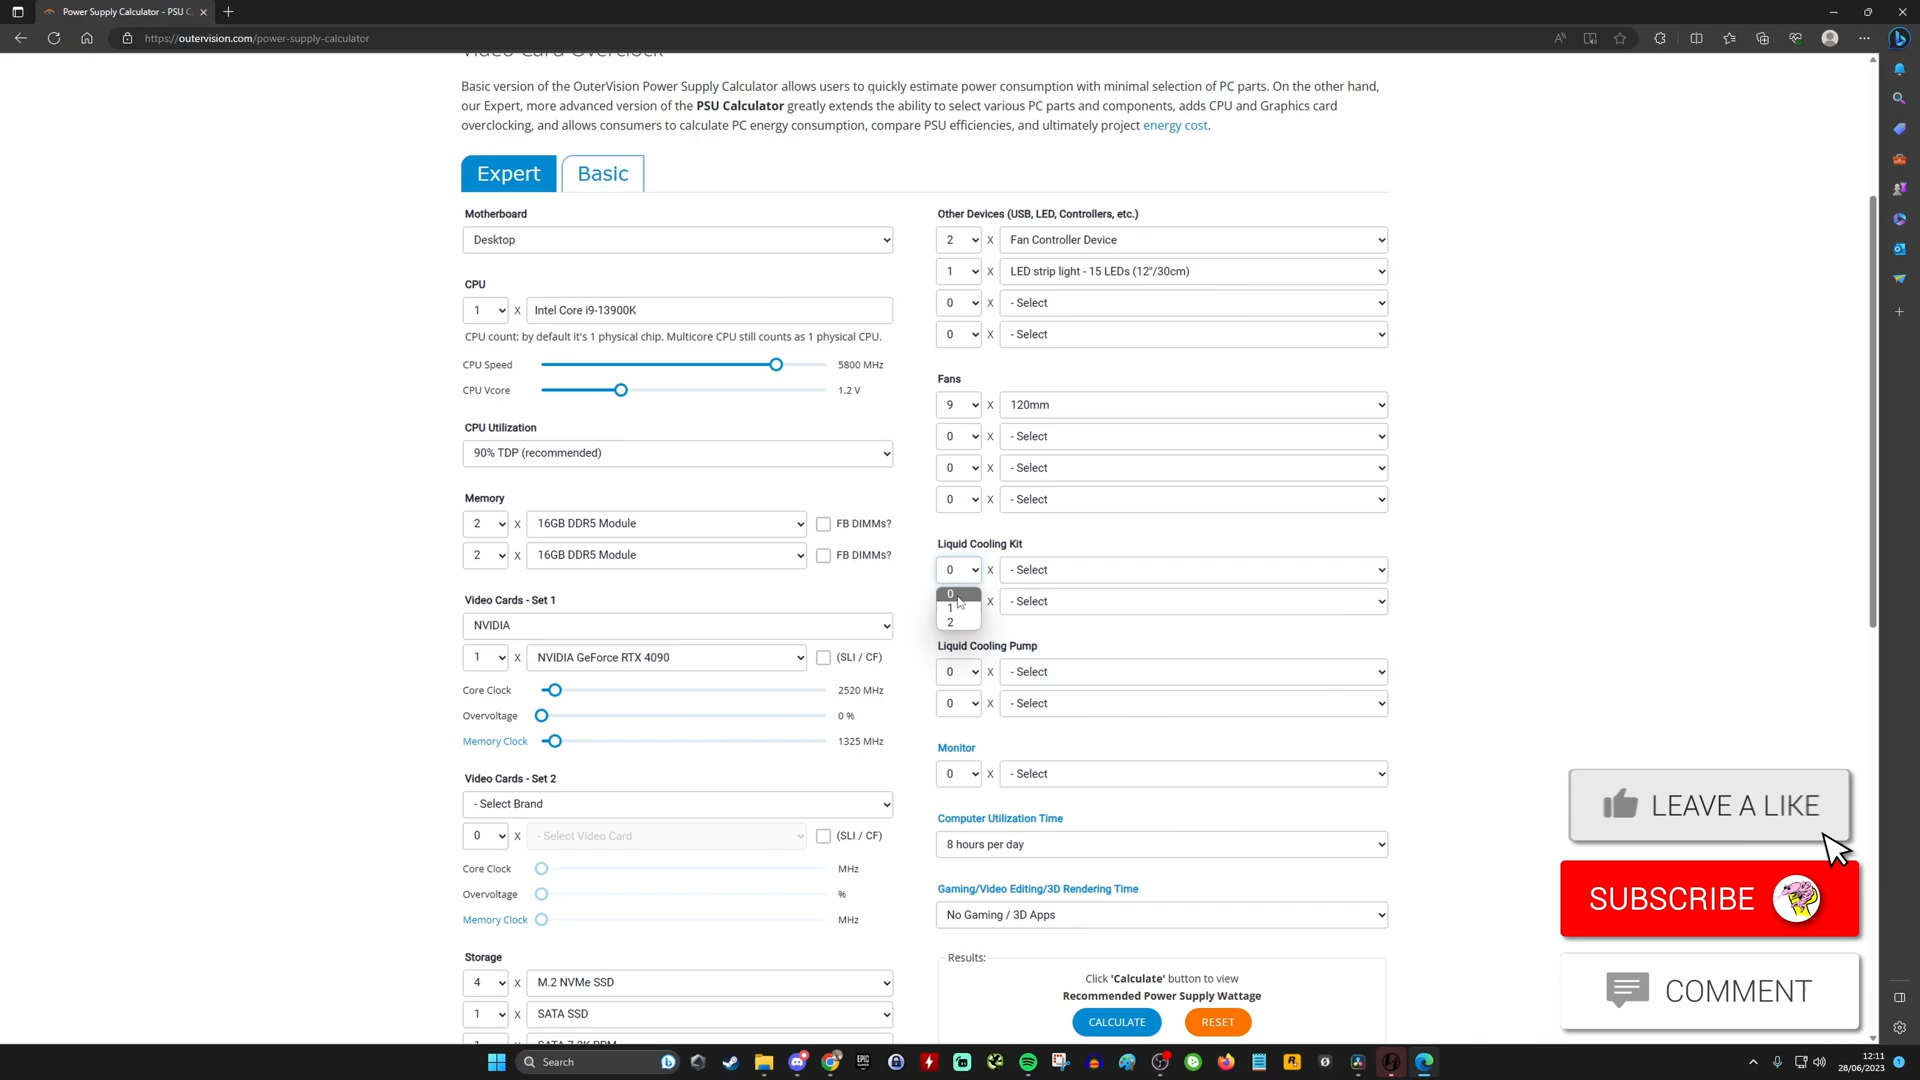 Power Supply Calculator - PSU C
https://outervision.com/power-supply-calculator
Video Card Overclock
Basic version of the OuterVision Power Supply Calculator allows users to quickly estimate power consumption with minimal selection of PC parts. On the other hand,
our Expert, more advanced version of the PSU Calculator greatly extends the ability to select various PC parts and components, adds CPU and Graphics card
overclocking, and allows consumers to calculate PC energy consumption, compare PSU efficiencies, and ultimately project energy cost.
Expert Basic
Motherboard
Desktop
CPU
1 X Intel Core i9-13900K
CPU count: by default it's 1 physical chip. Multicore CPU still counts as 1 physical CPU.
CPU Speed 5800 MHz
CPU Vcore 1.2 V
CPU Utilization
90% TDP (recommended)
Memory
2 X 16GB DDR5 Module FB DIMMs?
2 X 16GB DDR5 Module FB DIMMs?
Video Cards - Set 1
NVIDIA
1 X NVIDIA GeForce RTX 4090 (SLI / CF)
Core Clock 2520 MHz
Overvoltage 0 %
Memory Clock 1325 MHz
Video Cards - Set 2
- Select Brand
0 X - Select Video Card (SLI / CF)
Core Clock MHz
Overvoltage %
Memory Clock MHz
Storage
4 X M.2 NVMe SSD
1 X SATA SSD
SATA 7.2K RPM
Other Devices (USB, LED, Controllers, etc.)
2 X Fan Controller Device
1 X LED strip light - 15 LEDs (12"/30cm)
0 X - Select
0 X - Select
Fans
9 X 120mm
0 X - Select
0 X - Select
0 X - Select
Liquid Cooling Kit
0 X - Select
0
1
2
X - Select
Liquid Cooling Pump
0 X - Select
0 X - Select
Monitor
0 X - Select
Computer Utilization Time
8 hours per day
Gaming/Video Editing/3D Rendering Time
No Gaming / 3D Apps
Results:
Click 'Calculate' button to view
Recommended Power Supply Wattage
CALCULATE RESET
LEAVE A LIKE
SUBSCRIBE
COMMENT
Search
EPIC
12:11
28/06/2023